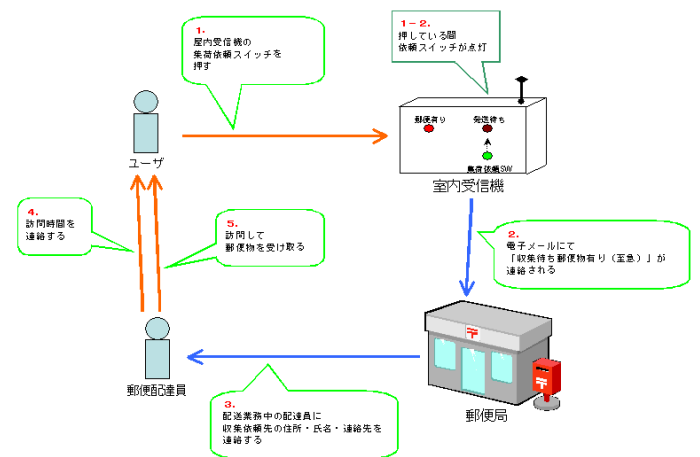 1.
屋内受信機の
集荷依頼スイッチを
押す
1－2.
押している間
依頼スイッチが点灯
郵便有り
発送待ち
集荷依頼SW
ユーザ
室内受信機
4.
訪問時間を
連絡する
5.
訪問して
郵便物を受け取る
2.
電子メールにて
「収集待ち郵便物有り（至急）」が
連絡される
郵便配達員
郵便局
3.
配送業務中の配達員に
収集依頼先の住所・氏名・連絡先を
連絡する